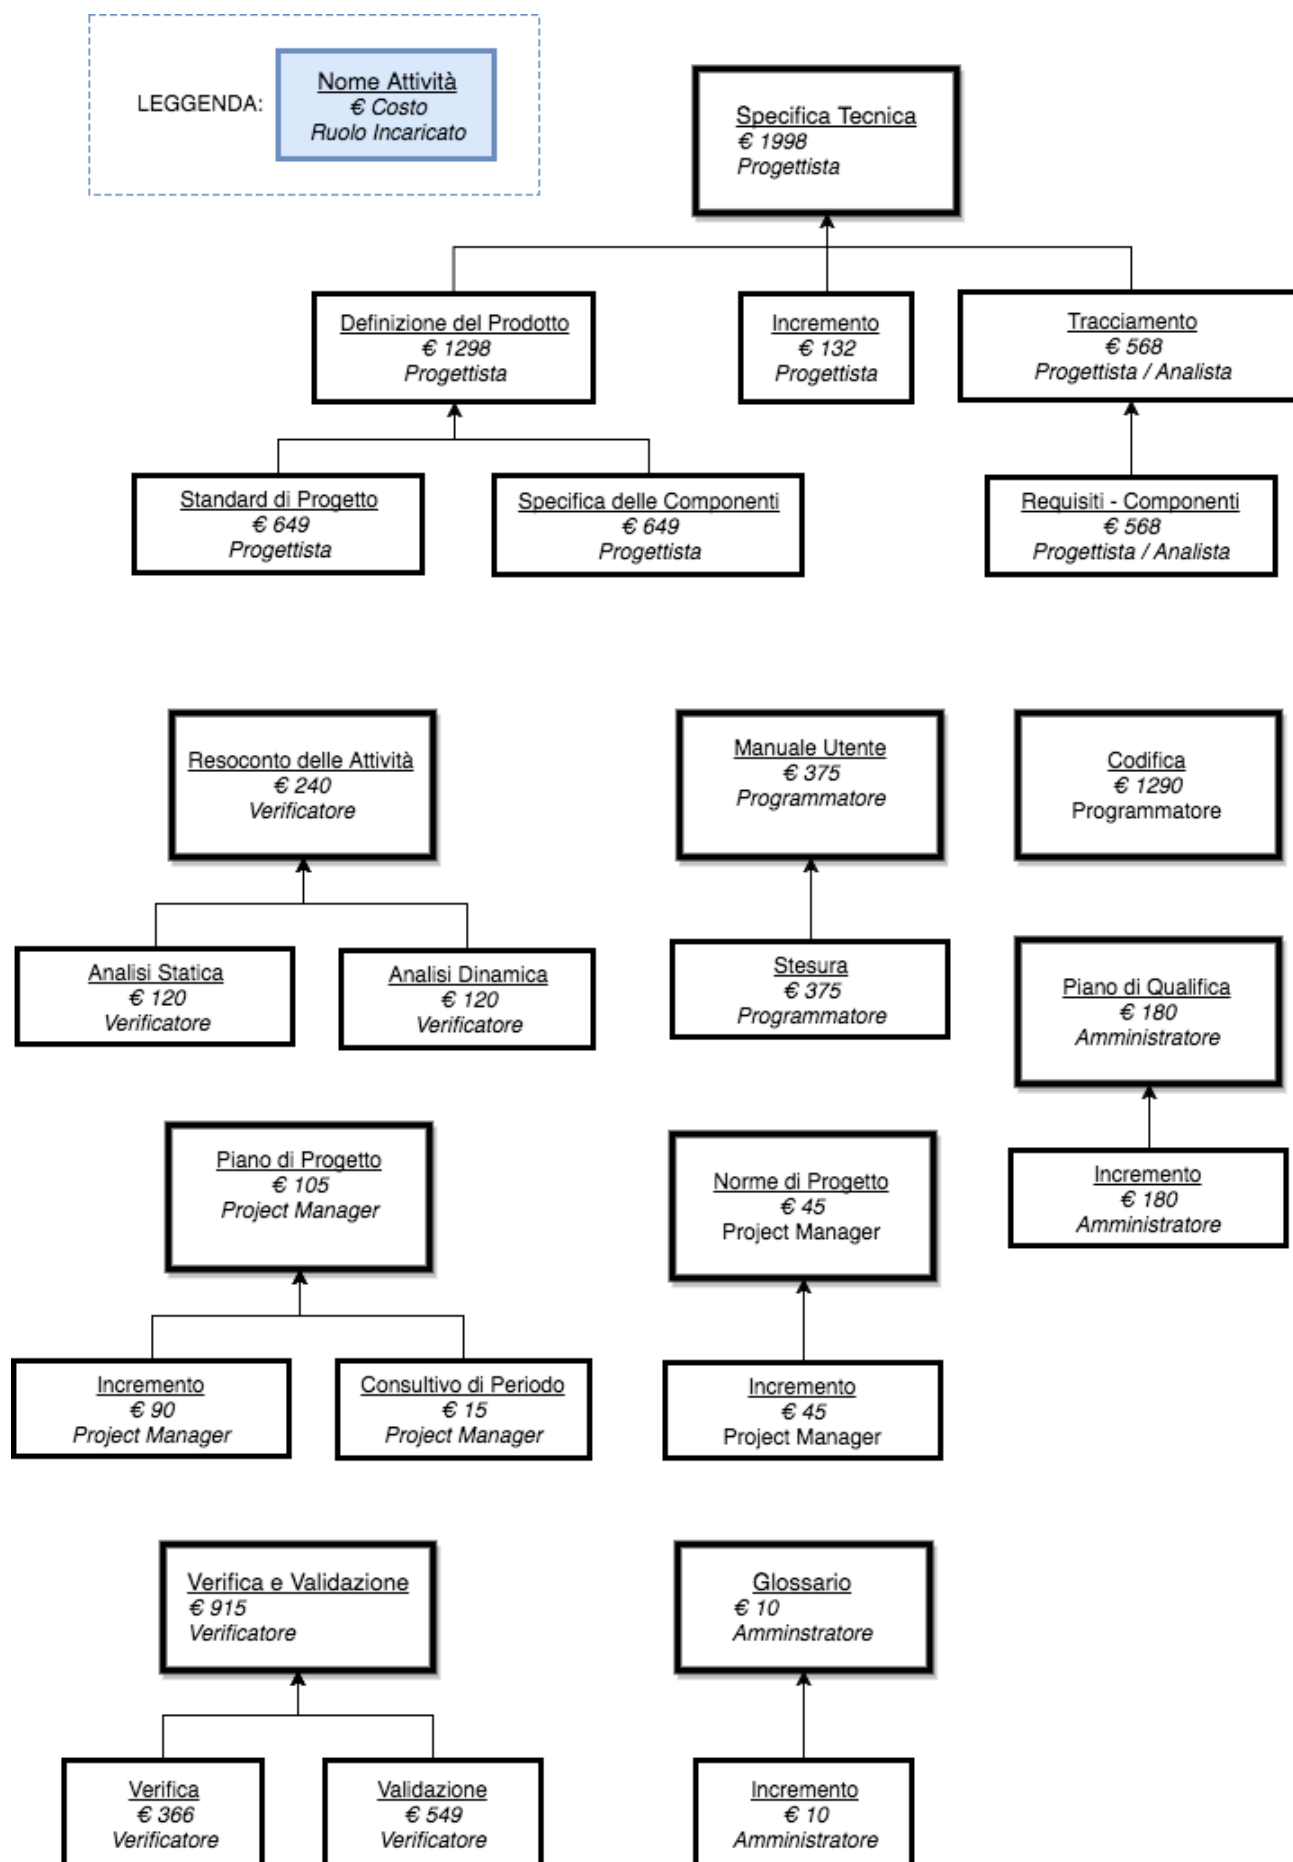 LEGGENDA:
Nome Attività
€ Costo
Ruolo Incaricato
Specifica Tecnica
€ 1998
Progettista
Definizione del Prodotto
€ 1298
Progettista
Incremento
€ 132
Progettista
Tracciamento
€ 568
Progettista / Analista
Standard di Progetto
€ 649
Progettista
Specifica delle Componenti
€ 649
Progettista
Requisiti - Componenti
€ 568
Progettista / Analista
Resoconto delle Attività
€ 240
Verificatore
Manuale Utente
€ 375
Programmatore
Codifica
€ 1290
Programmatore
Analisi Statica
€ 120
Verificatore
Analisi Dinamica
€ 120
Verificatore
Stesura
€ 375
Programmatore
Piano di Qualifica
€ 180
Amministratore
Piano di Progetto
€ 105
Project Manager
Norme di Progetto
€ 45
Project Manager
Incremento
€ 180
Amministratore
Incremento
€ 90
Project Manager
Consultivo di Periodo
€ 15
Project Manager
Incremento
€ 45
Project Manager
Verifica e Validazione
€ 915
Verificatore
Glossario
€ 10
Amminstratore
Verifica
€ 366
Verificatore
Validazione
€ 549
Verificatore
Incremento
€ 10
Amministratore